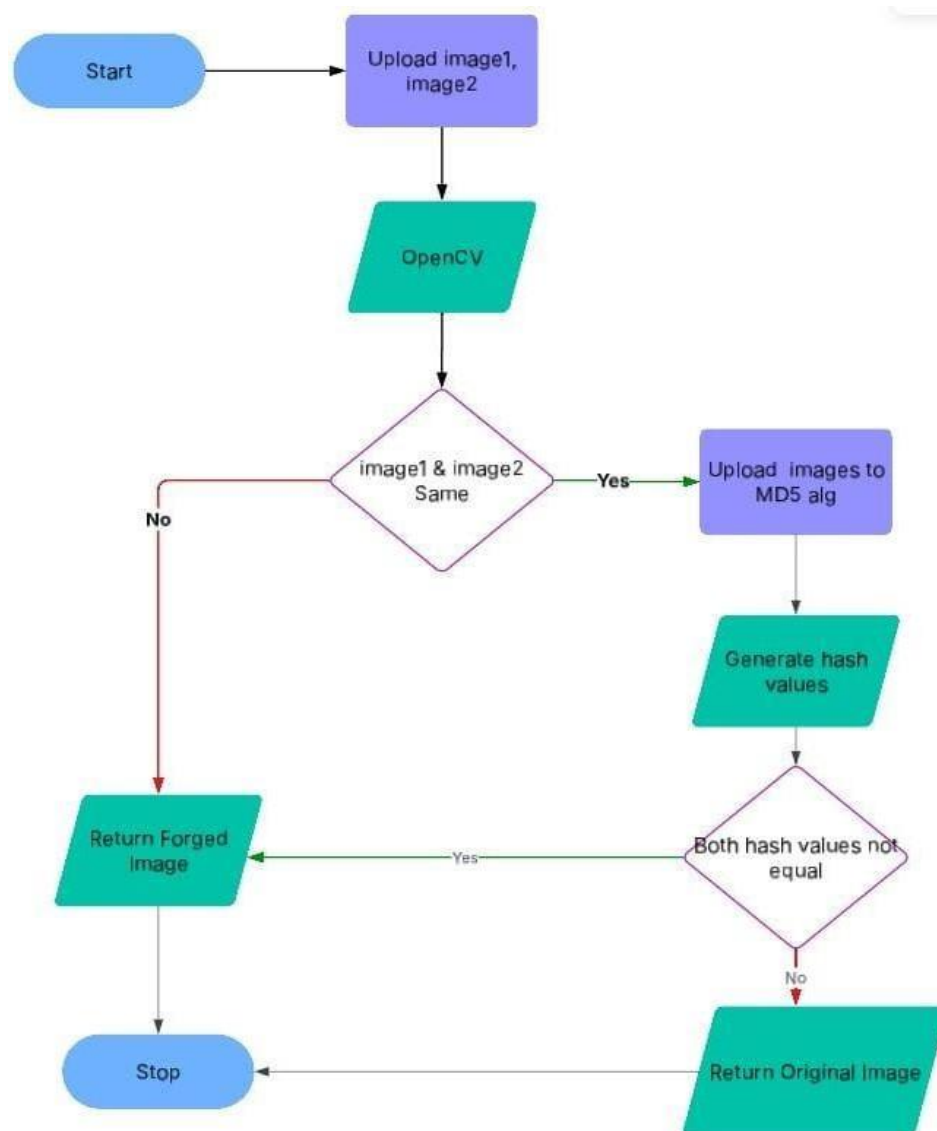 Start
Upload image1,
image2
OpenCV
image1 & image2
Same
Yes
Upload images to
MD5 alg
No
Generate hash
values
Return Forged
Image
Yes
Both hash values not
equal
No
Stop
Return Original Image